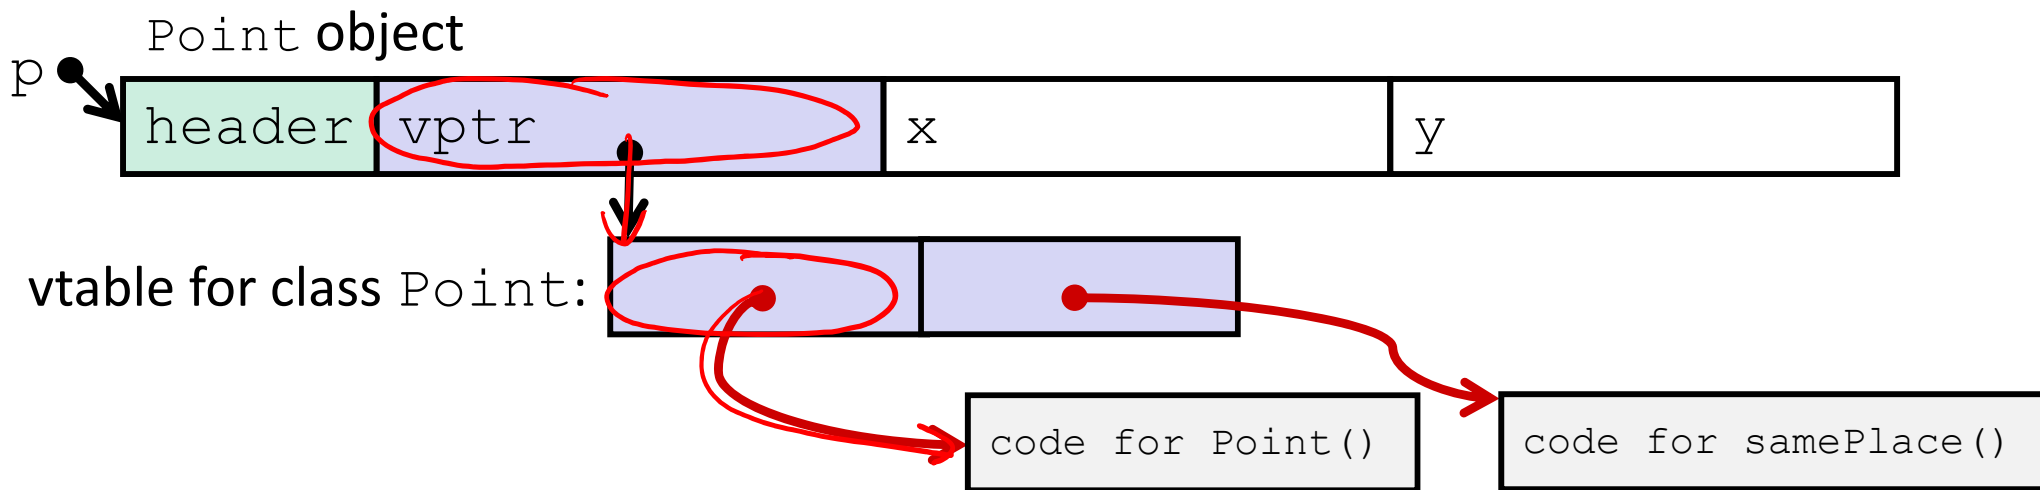 Point object
p
header vptr x y
vtable for class Point:
code for Point() code for samePlace()